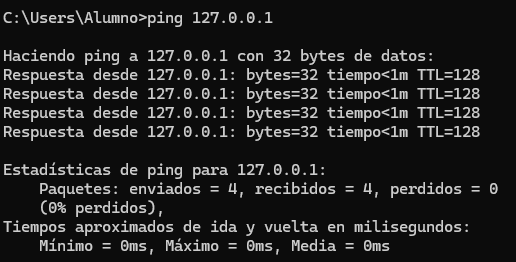 C:\Users\Alumno>ping 127.0.0.1
Haciendo ping a 127.0.0.1 con 32 bytes de datos:
Respuesta desde 127.0.0.1: bytes=32 tiempo<1m TTL=128
Respuesta desde 127.0.0.1: bytes=32 tiempo<1m TTL=128
Respuesta desde 127.0.0.1: bytes=32 tiempo<1m TTL=128
Respuesta desde 127.0.0.1: bytes=32 tiempo<1m TTL=128
Estadísticas de ping para 127.0.0.1:
    Paquetes: enviados = 4, recibidos = 4, perdidos = 0
    (0% perdidos),
Tiempos aproximados de ida y vuelta en milisegundos:
    Mínimo = 0ms, Máximo = 0ms, Media = 0ms